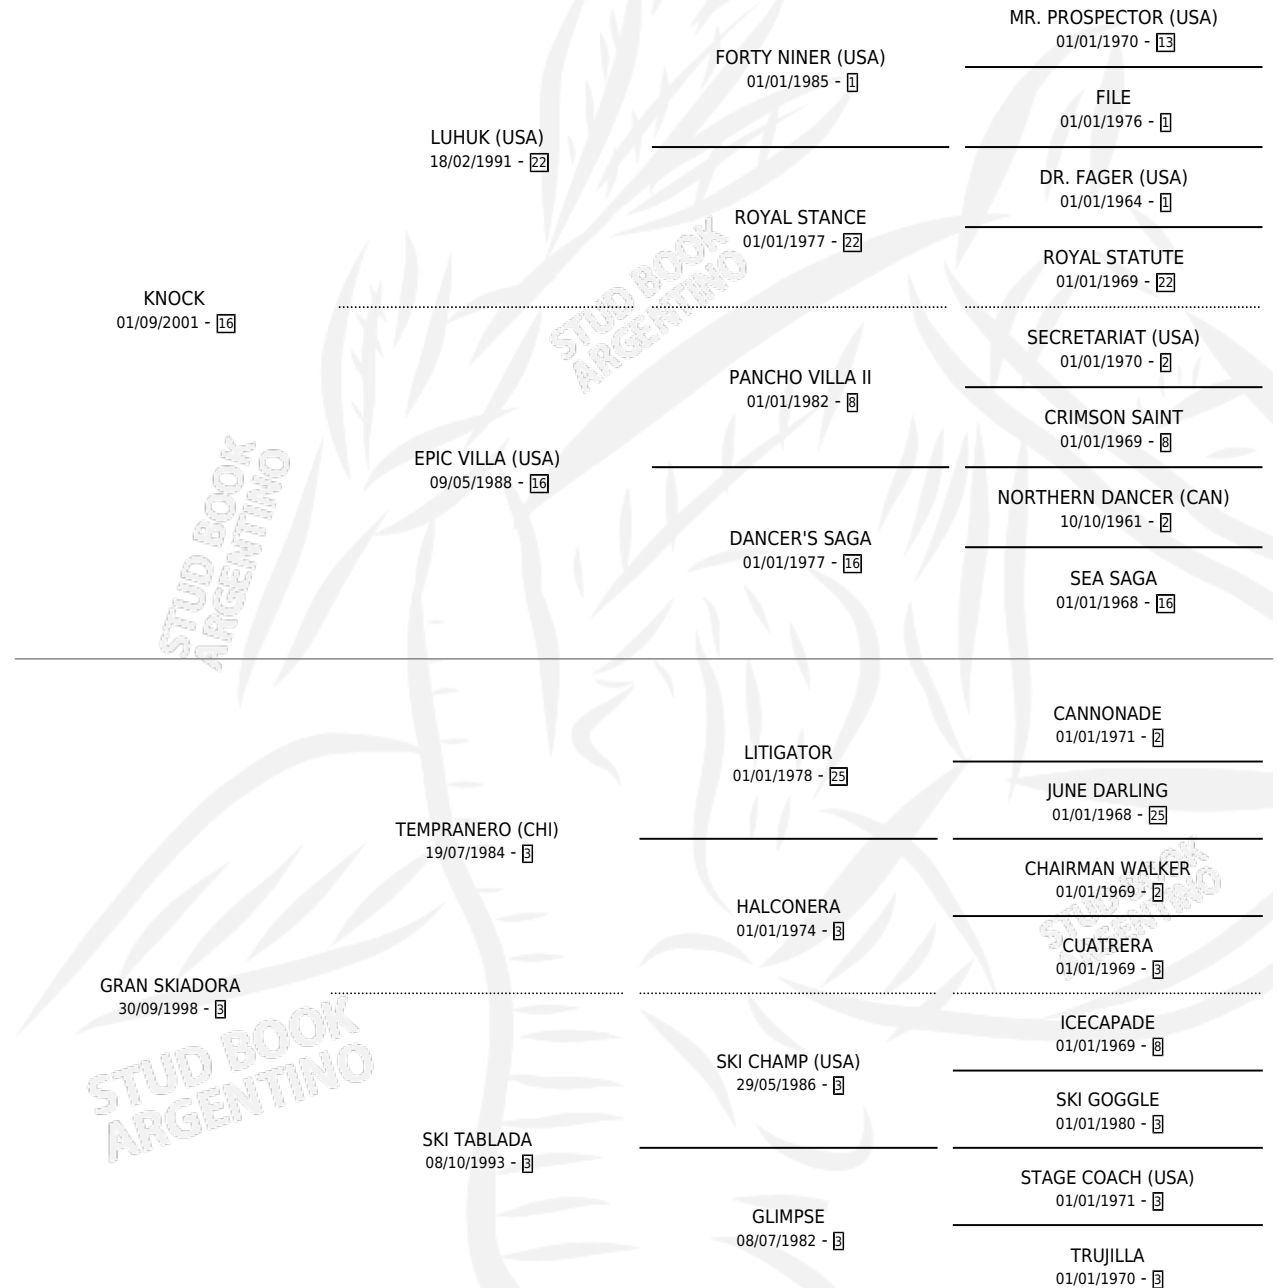 MR. PROSPECTOR (USA)
01/01/1970 - 13
FORTY NINER (USA)
01/01/1985 - 1
FILE
01/01/1976 - 1
LUHUK (USA)
18/02/1991 - 22
DR. FAGER (USA)
01/01/1964 - 1
ROYAL STANCE
01/01/1977 - 22
ROYAL STATUTE
01/01/1969 - 22
KNOCK
01/09/2001 - 16
STUD BOOK
ARGENTINO
SECRETARIAT (USA)
01/01/1970 - 2
PANCHO VILLA II
01/01/1982 - 8
CRIMSON SAINT
01/01/1969 - 8
EPIC VILLA (USA)
09/05/1988 - 16
NORTHERN DANCER (CAN)
10/10/1961 - 2
DANCER'S SAGA
01/01/1977 - 16
SEA SAGA
01/01/1968 - 16
STUD BOOK
ARGENTINO
CANNONADE
01/01/1971 - 2
LITIGATOR
01/01/1978 - 25
JUNE DARLING
01/01/1968 - 25
TEMPRANERO (CHI)
19/07/1984 - 3
CHAIRMAN WALKER
01/01/1969 - 2
HALCONERA
01/01/1974 - 3
CUATRERA
01/01/1969 - 3
STUD BOOK
ARGENTINO
GRAN SKIADORA
30/09/1998 - 3
ICECAPADE
01/01/1969 - 8
SKI CHAMP (USA)
29/05/1986 - 3
SKI GOGGLE
01/01/1980 - 3
SKI TABLADA
08/10/1993 - 3
STAGE COACH (USA)
01/01/1971 - 3
GLIMPSE
08/07/1982 - 3
TRUJILLA
01/01/1970 - 3
STUD BOOK
ARGENTINO